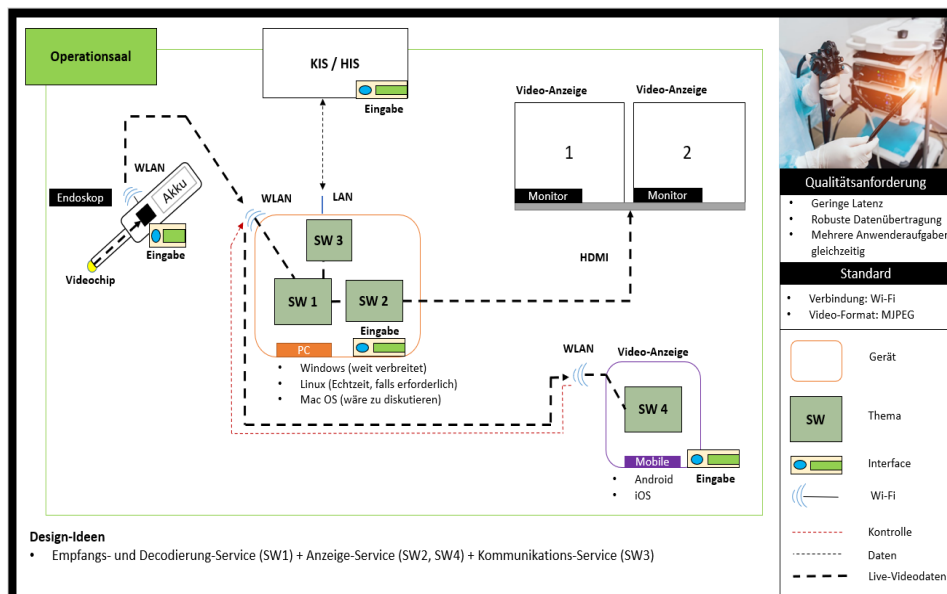 Operationsaal
KIS / HIS
Eingabe
Video-Anzeige
Video-Anzeige
1
2
Monitor
Monitor
WLAN
Akku
Endoskop
Eingabe
Videochip
WLAN
LAN
SW 3
SW 1
SW 2
Eingabe
PC
• Windows (weit verbreitet)
• Linux (Echtzeit, falls erforderlich)
• Mac OS (wäre zu diskutieren)
HDMI
WLAN
Video-Anzeige
SW 4
Mobile
Eingabe
• Android
• iOS
Design-Ideen
• Empfangs- und Decodierung-Service (SW1) + Anzeige-Service (SW2, SW4) + Kommunikations-Service (SW3)
Qualitätsanforderung
• Geringe Latenz
• Robuste Datenübertragung
• Mehrere Anwenderaufgaben
gleichzeitig
Standard
• Verbindung: Wi-Fi
• Video-Format: MJPEG
Gerät
SW
Thema
Interface
Wi-Fi
Kontrolle
Daten
Live-Videodaten